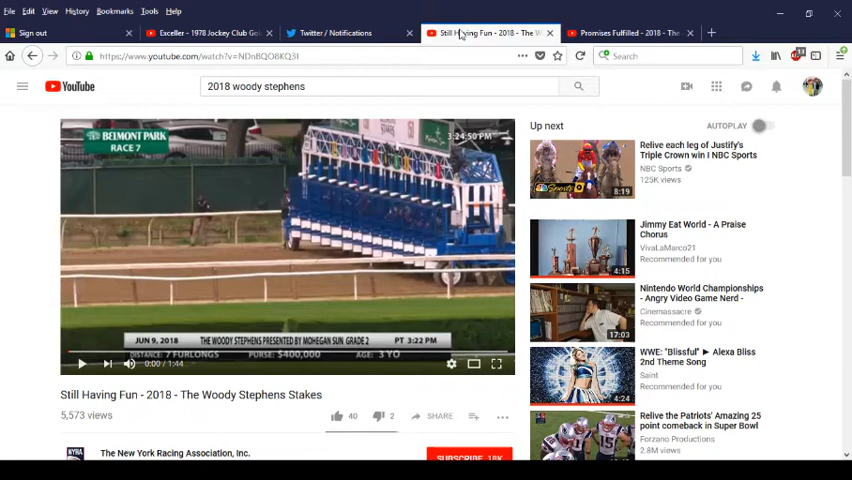 File Edit View History Bookmarks Tools Help
Sign out
Exceller - 1978 Jockey Club Gol
Twitter / Notifications
Still Having Fun - 2018 - The W
Promises Fulfilled - 2018 - The
https://www.youtube.com/watch?v=NDnBQO8eKJI
Search
13
YouTube
2018 woody stephens
BELMONT PARK
RACE 7
3:24:50 PM
JUN 9, 2018 THE WOODY STEPHENS PRESENTED BY MOHEGAN SUN GRADE 2 PT 3:22 PM
DISTANCE: 7 FURLONGS PURSE: $400,000 AGE: 3 YO
0:00 / 1:44
Still Having Fun - 2018 - The Woody Stephens Stakes
5,573 views
40
2
SHARE
NYRA
The New York Racing Association, Inc.
SUBSCRIBE 18K
Up next
AUTOPLAY
Relive each leg of Justify's
Triple Crown win I NBC Sports
NBC Sports
125K views
NBC Sports
8:19
Jimmy Eat World - A Praise
Chorus
VivaLaMarco21
Recommended for you
4:15
Nintendo World Championships
- Angry Video Game Nerd -
Cinemassacre
Recommended for you
17:03
WWE: "Blissful" ► Alexa Bliss
2nd Theme Song
Saint
Recommended for you
4:24
Relive the Patriots' Amazing 25
point comeback in Super Bowl
Forzano Productions
2.8M views